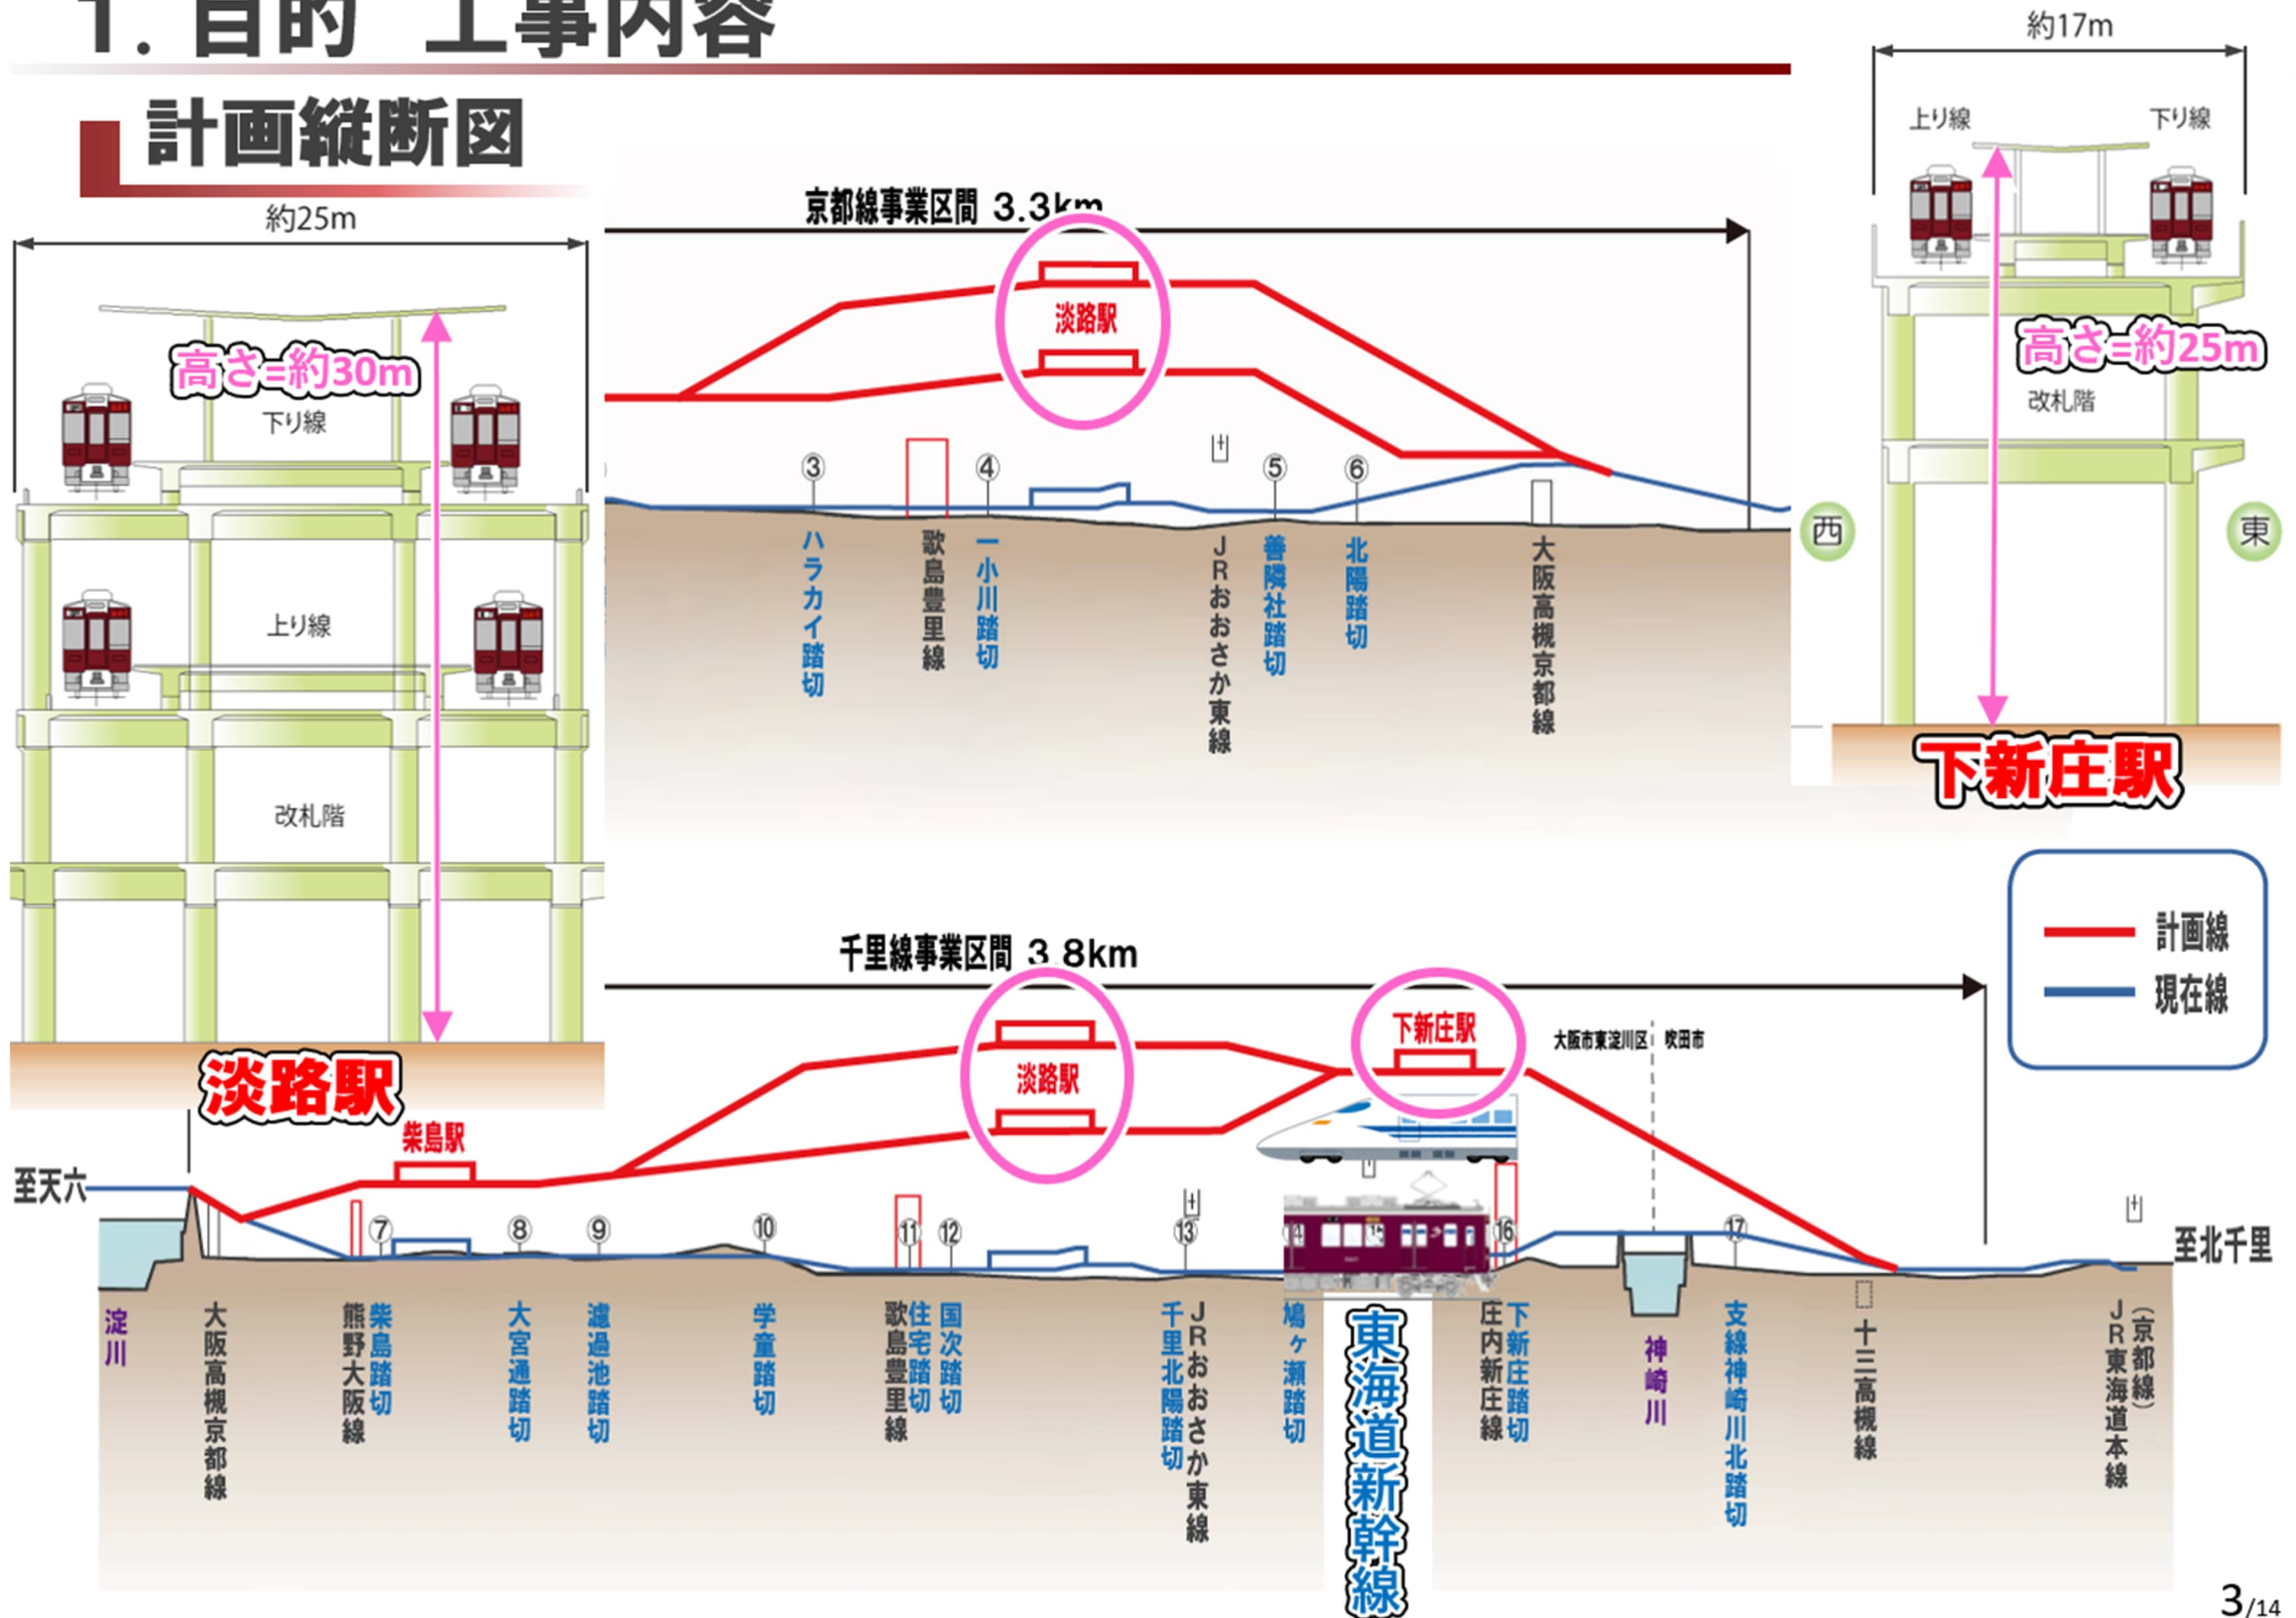 1. 目的 工事内容
計画縦断図
約25m
高さ=約30m
下り線
上り線
改札階
淡路駅
京都線事業区間 3.3km
淡路駅
③
④
⑤
⑥
ハラカイ踏切
歌島豊里線
一小川踏切
JRおおさか東線
善隣社踏切
北陽踏切
大阪高槻京都線
約17m
上り線
下り線
高さ=約25m
改札階
西
東
下新庄駅
計画線
現在線
千里線事業区間 3.8km
淡路駅
下新庄駅
大阪市東淀川区
吹田市
柴島駅
至天六
至北千里
⑦
⑧
⑨
⑩
⑪
⑫
⑬
15
⑯
⑰
淀川
大阪高槻京都線
熊野大阪線
柴島踏切
大宮通踏切
濾過池踏切
学童踏切
歌島豊里線
住宅踏切
国次踏切
千里北陽踏切
JRおおさか東線
鳩ヶ瀬踏切
東海道新幹線
庄内新庄線
下新庄踏切
神崎川
支線神崎川北踏切
十三高槻線
JR東海道本線
(京都線)
3/14